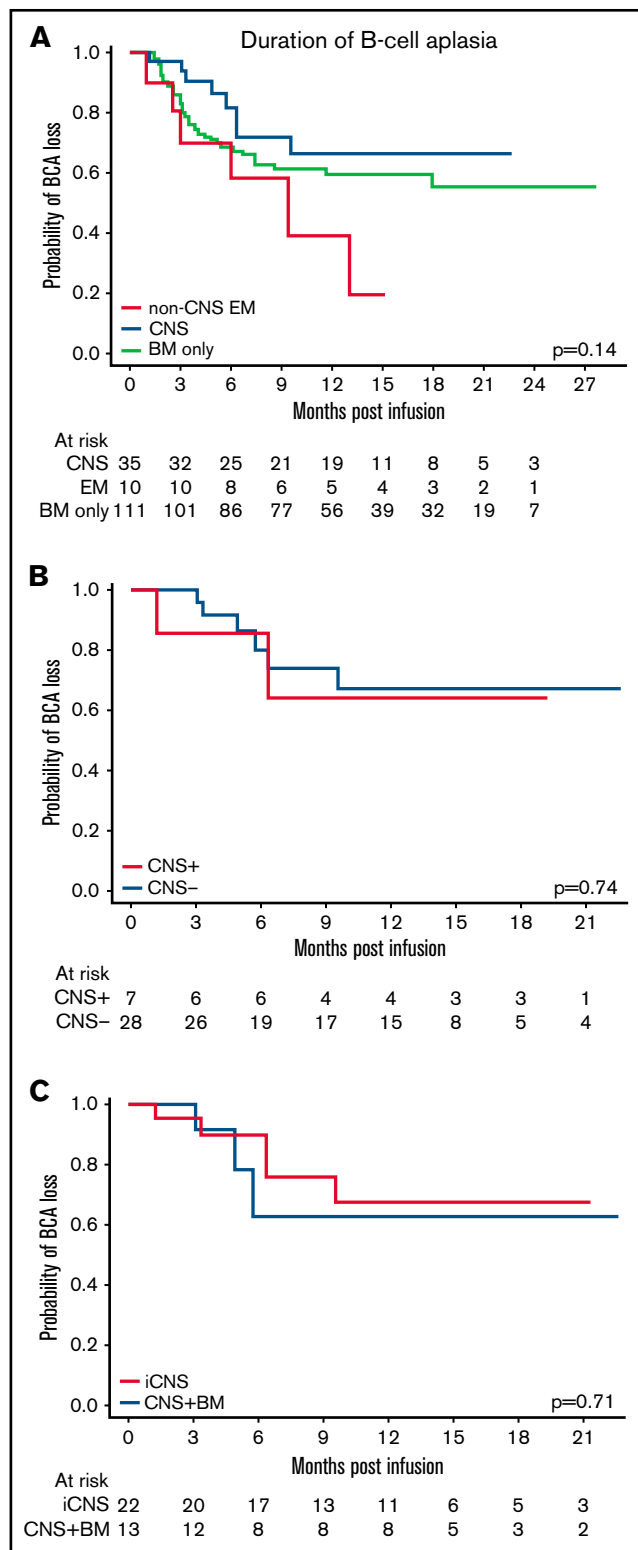 A
Duration of B-cell aplasia
1.0
0.8
0.6
0.4
0.2
0.0
Probability of BCA loss
non-CNS EM
CNS
BM only
p=0.14
0 3 6 9 12 15 18 21 24 27
Months post infusion
At risk
CNS 35 32 25 21 19 11 8 5 3
EM 10 10 8 6 5 4 3 2 1
BM only 111 101 86 77 56 39 32 19 7
B
1.0
0.8
0.6
0.4
0.2
0.0
Probability of BCA loss
CNS+
CNS–
p=0.74
0 3 6 9 12 15 18 21
Months post infusion
At risk
CNS+ 7 6 6 4 4 3 3 1
CNS– 28 26 19 17 15 8 5 4
C
1.0
0.8
0.6
0.4
0.2
0.0
Probability of BCA loss
iCNS
CNS+BM
p=0.71
0 3 6 9 12 15 18 21
Months post infusion
At risk
iCNS 22 20 17 13 11 6 5 3
CNS+BM 13 12 8 8 8 5 3 2